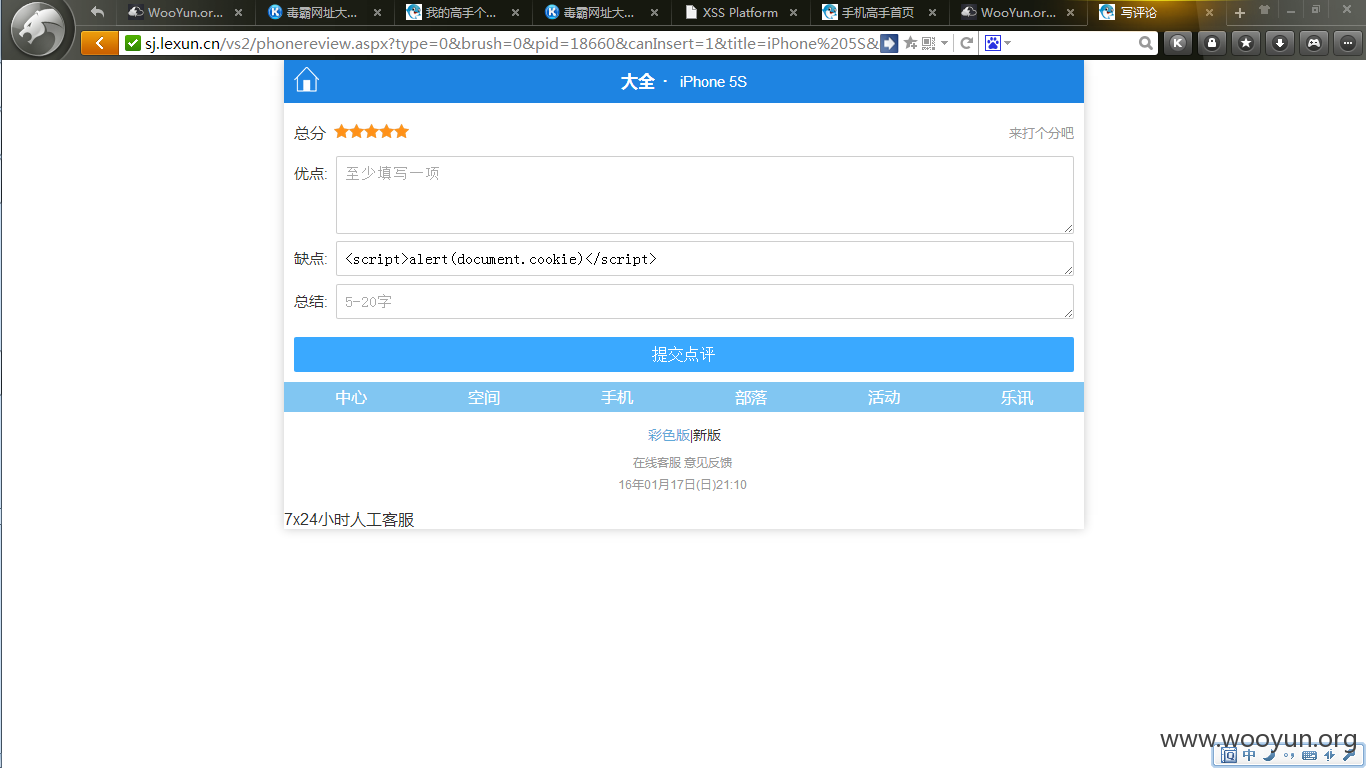 WooYun.or... 毒霸网址大... 我的高手个... 毒霸网址大... XSS Platform 手机高手首页 WooYun.or... 写评论
sj.lexun.cn/vs2/phonereview.aspx?type=0&brush=0&pid=18660&canInsert=1&title=iPhone%205S&
大全 · iPhone 5S
总分 来打个分吧
优点: 至少填写一项
缺点: <script>alert(document.cookie)</script>
总结: 5-20字
提交点评
中心 空间 手机 部落 活动 乐讯
彩色版|新版
在线客服 意见反馈
16年01月17日(日)21:10
7x24小时人工客服
www.wooyun.org
中